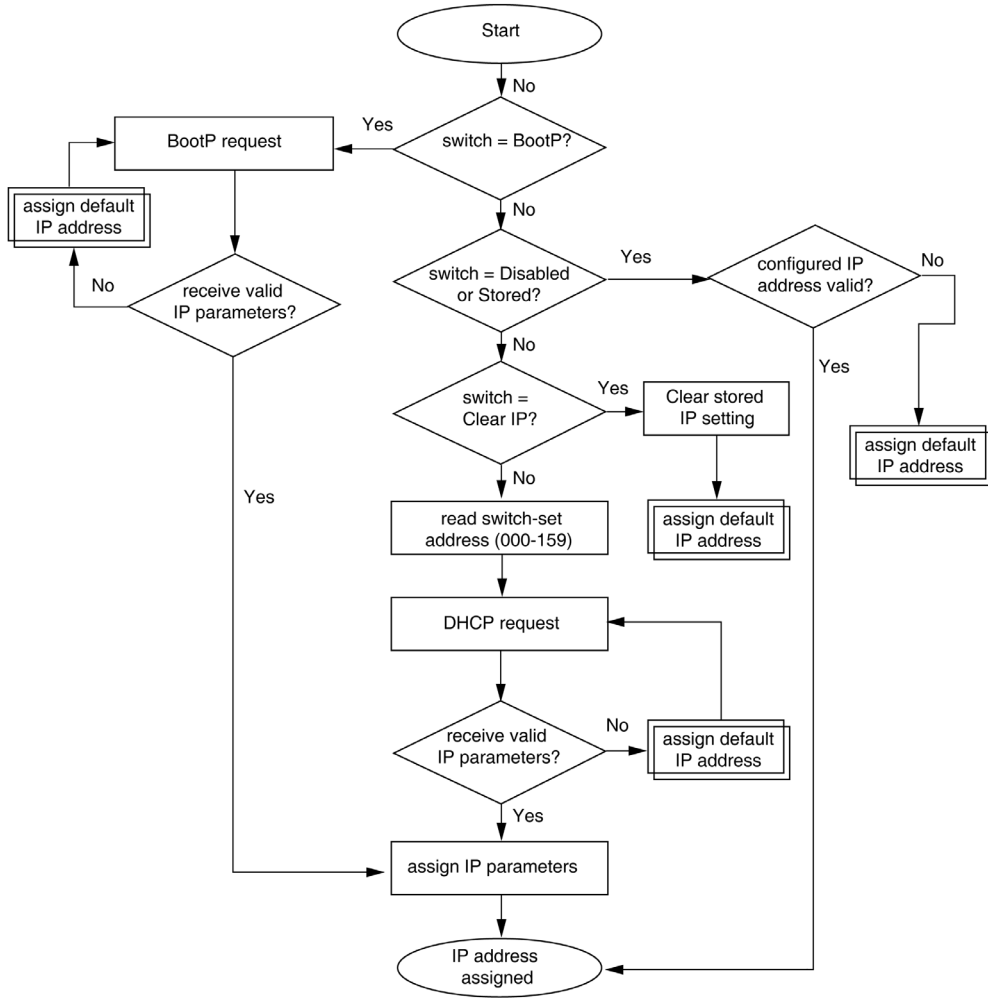 Start
No
switch = BootP?
Yes
BootP request
assign default
IP address
No
receive valid
IP parameters?
Yes
No
switch = Disabled
or Stored?
Yes
configured IP
address valid?
No
assign default
IP address
Yes
No
switch =
Clear IP?
Yes
Clear stored
IP setting
assign default
IP address
No
read switch-set
address (000-159)
DHCP request
receive valid
IP parameters?
No
assign default
IP address
Yes
assign IP parameters
IP address
assigned